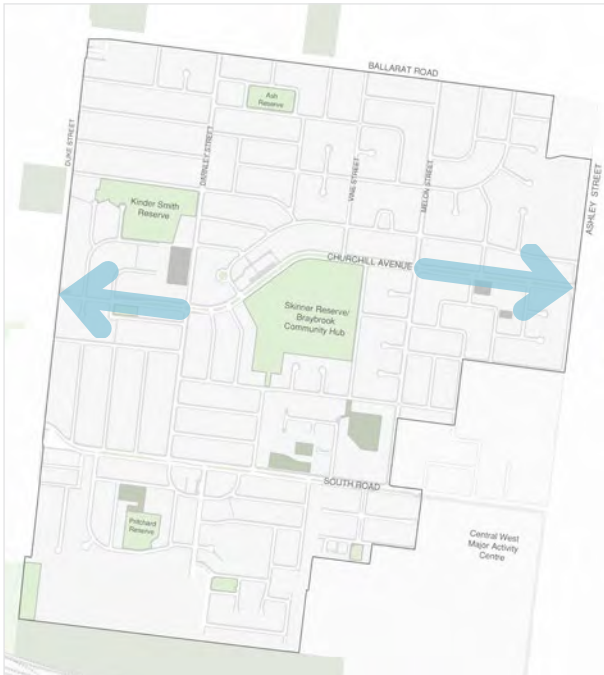 BALLARAT ROAD
Ash
Reserve
DUKE STREET
DARNLEY STREET
VINE STREET
MELON STREET
ASHLEY STREET
Kinder Smith
Reserve
CHURCHILL AVENUE
Skinner Reserve/
Braybrook
Community Hub
SOUTH ROAD
Pritchard
Reserve
Central West
Major Activity
Centre